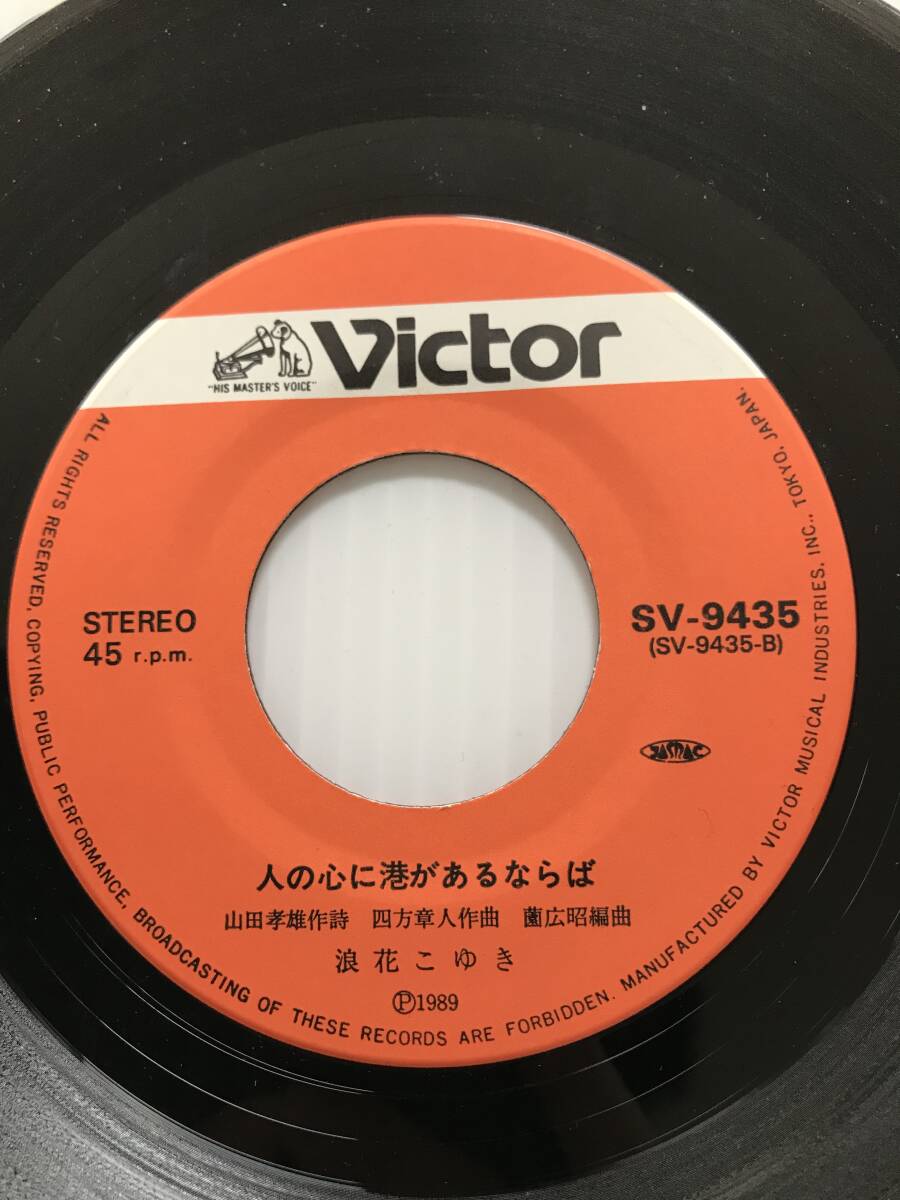 Victor
"HIS MASTER'S VOICE"
STEREO
45 r.p.m.
SV-9435
(SV-9435-B)
JASRAC
人の心に港があるならば
山田孝雄作詩 四方章人作曲 薗広昭編曲
浪花こゆき
Ⓟ1989
ALL RIGHTS RESERVED, COPYING, PUBLIC PERFORMANCE, BROADCASTING OF THESE RECORDS ARE FORBIDDEN. MANUFACTURED BY VICTOR MUSICAL INDUSTRIES, INC., TOKYO, JAPAN.